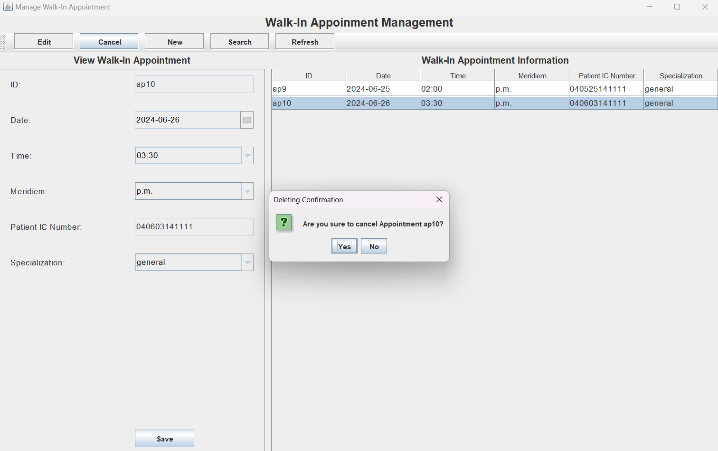 Manage Walk-In Appointment
Walk-In Appoinment Management
Edit Cancel New Search Refresh
View Walk-In Appointment
ID: ap10
Date: 2024-06-26
Time: 03.30
Meridiem: p.m.
Patient IC Number: 040603141111
Specialization: general
Save
Walk-In Appointment Information
ID Date Time Meridiem Patient IC Number Specialization
ap9 2024-06-25 02:00 p.m. 040525141111 general
ap10 2024-06-26 03.30 p.m. 040603141111 general
Deleting Confirmation
? Are you sure to cancel Appointment ap10?
Yes No